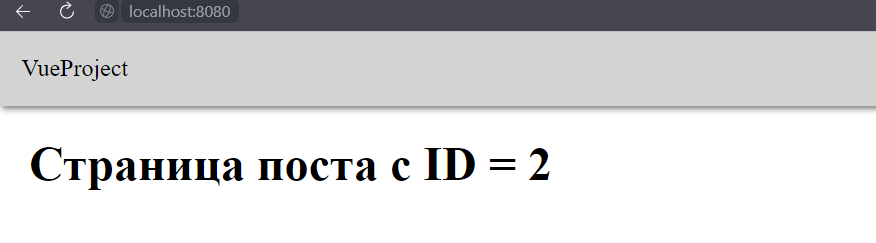 localhost:8080
VueProject
Страница поста с ID = 2